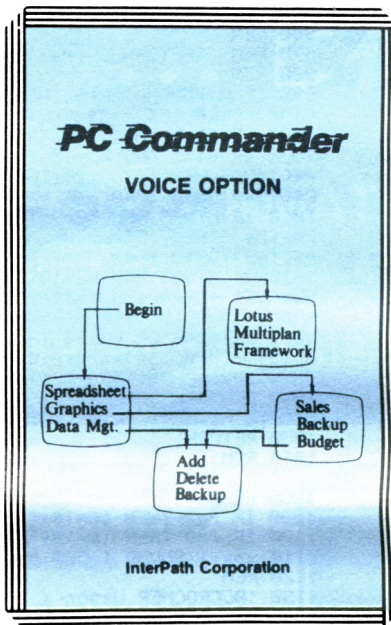 PC Commander
VOICE OPTION
Begin
Lotus
Multiplan
Framework
Spreadsheet
Graphics
Data Mgt.
Sales
Backup
Budget
Add
Delete
Backup
InterPath Corporation